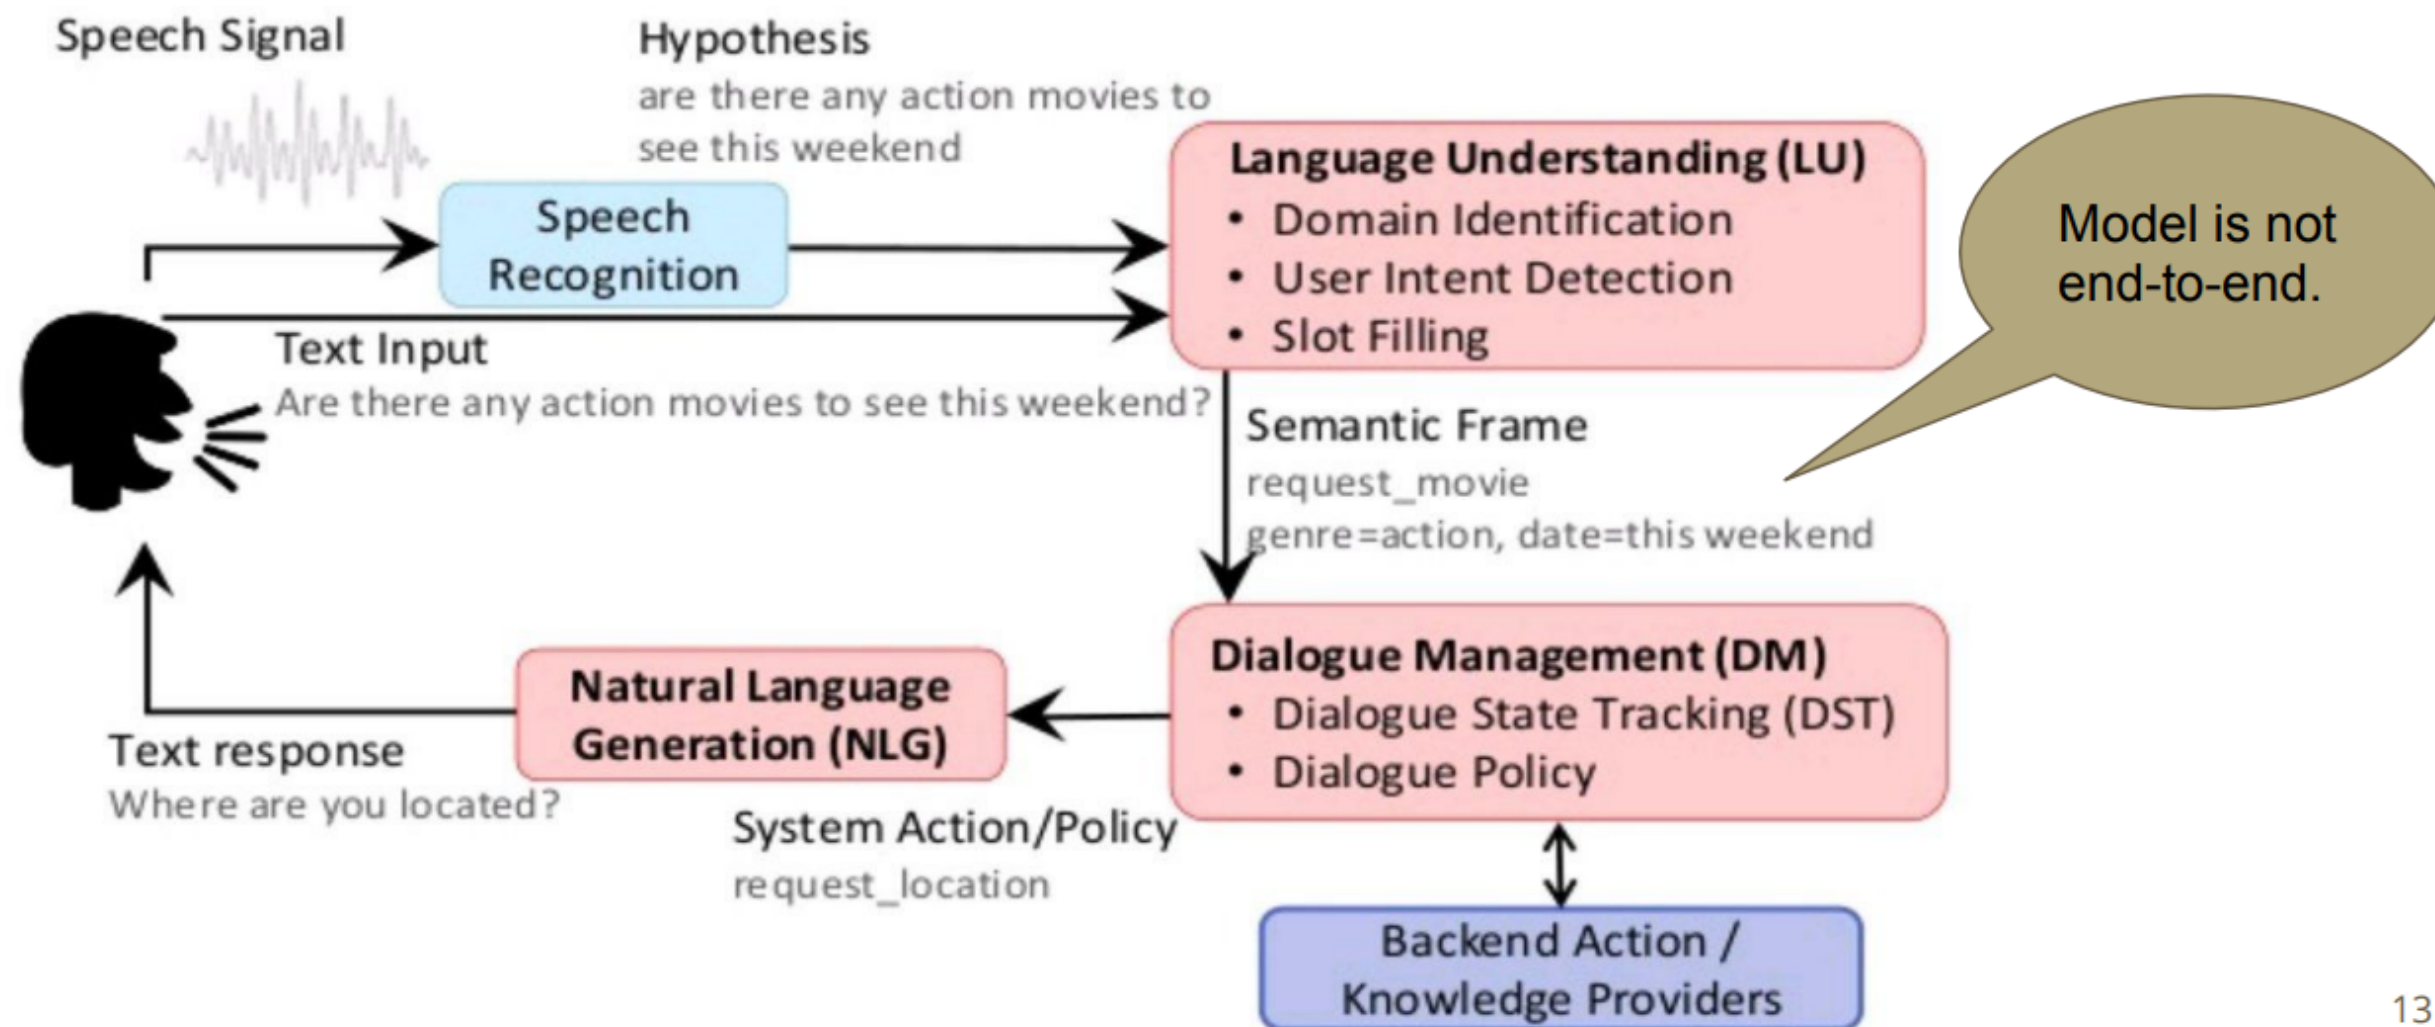 Speech Signal
Hypothesis
are there any action movies to
see this weekend
Speech
Recognition
Language Understanding (LU)
• Domain Identification
• User Intent Detection
• Slot Filling
Model is not
end-to-end.
Text Input
Are there any action movies to see this weekend?
Semantic Frame
request_movie
genre=action, date=this weekend
Dialogue Management (DM)
• Dialogue State Tracking (DST)
• Dialogue Policy
Natural Language
Generation (NLG)
Text response
Where are you located?
System Action/Policy
request_location
Backend Action /
Knowledge Providers
13